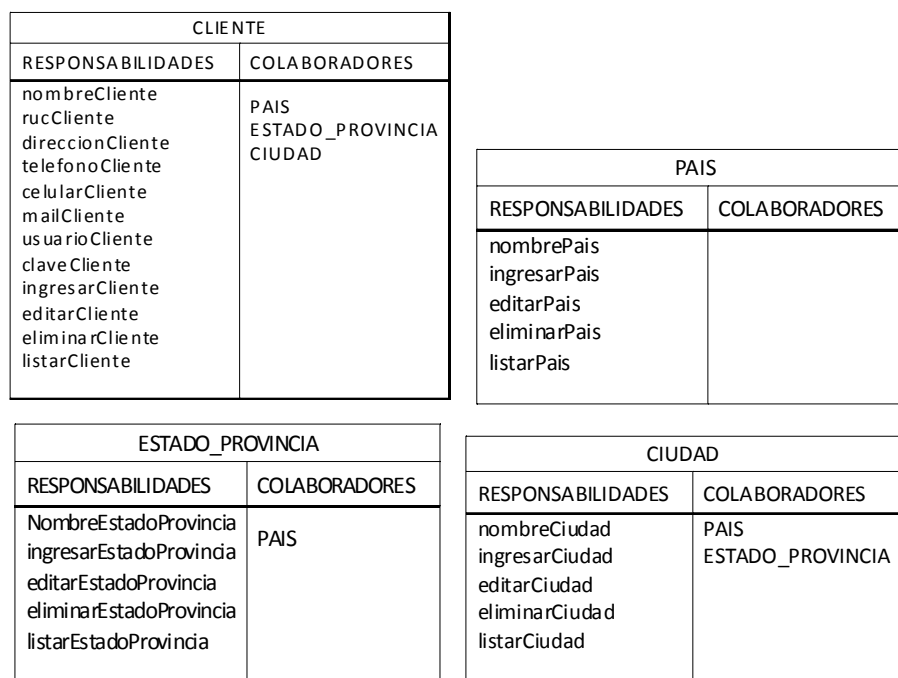 CLIENTE
RESPONSABILIDADES COLABORADORES
nombreCliente
rucCliente
direccionCliente
telefonoCliente
celularCliente
mailCliente
usuarioCliente
claveCliente
ingresarCliente
editarCliente
eliminarCliente
listarCliente
PAIS
ESTADO_PROVINCIA
CIUDAD
PAIS
RESPONSABILIDADES COLABORADORES
nombrePais
ingresarPais
editarPais
eliminarPais
listarPais
ESTADO_PROVINCIA
RESPONSABILIDADES COLABORADORES
NombreEstadoProvincia
ingresarEstadoProvincia
editarEstadoProvincia
eliminarEstadoProvincia
listarEstadoProvincia
PAIS
CIUDAD
RESPONSABILIDADES COLABORADORES
nombreCiudad
ingresarCiudad
editarCiudad
eliminarCiudad
listarCiudad
PAIS
ESTADO_PROVINCIA